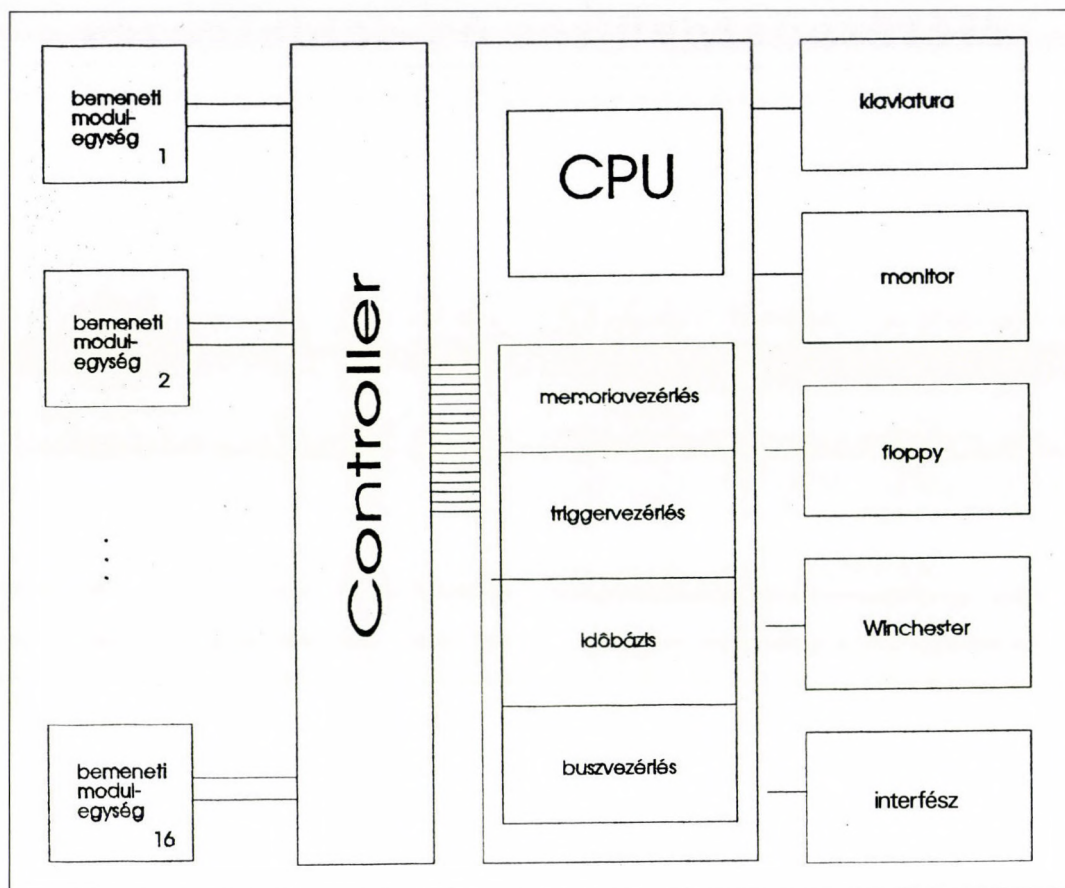 bemeneti
modul-
egység
1
bemeneti
modul-
egység
2
...
bemeneti
modul-
egység
16
Controller
CPU
memoriavezérlés
triggervezérlés
időbázis
buszvezérlés
klaviatura
monitor
floppy
Winchester
interfész